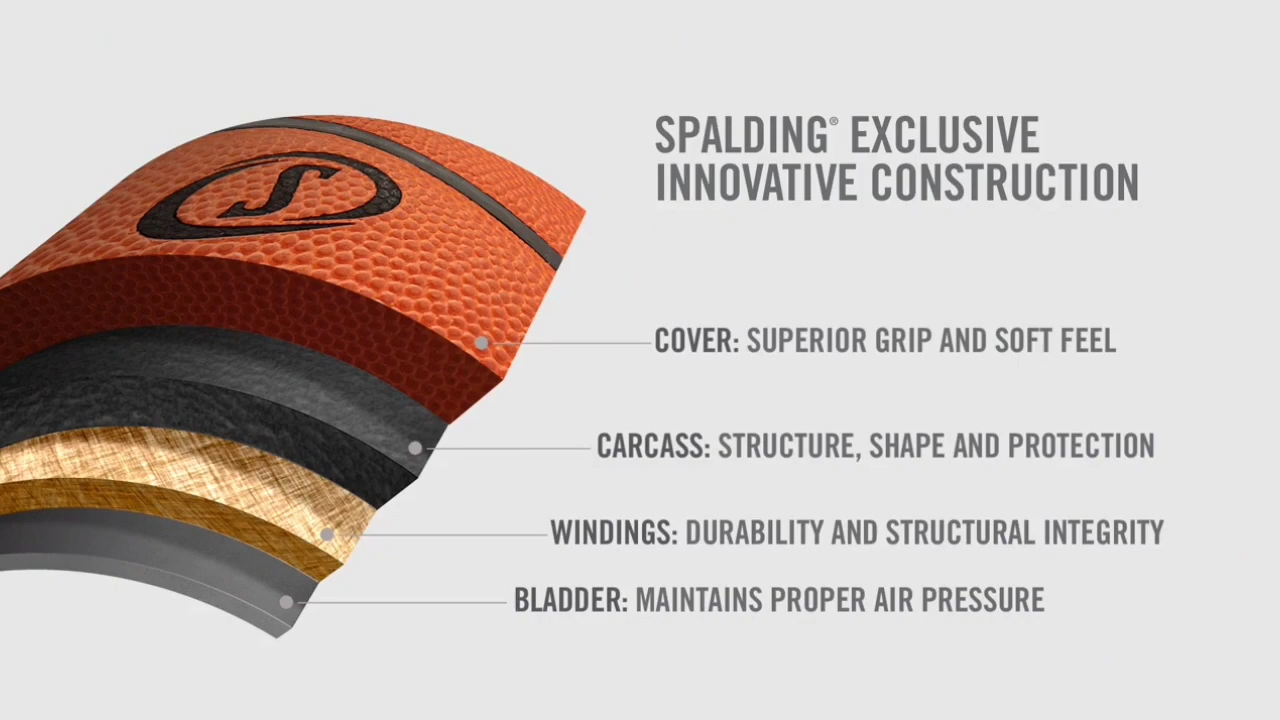 SPALDING® EXCLUSIVE
INNOVATIVE CONSTRUCTION
S
COVER: SUPERIOR GRIP AND SOFT FEEL
CARCASS: STRUCTURE, SHAPE AND PROTECTION
WINDINGS: DURABILITY AND STRUCTURAL INTEGRITY
BLADDER: MAINTAINS PROPER AIR PRESSURE